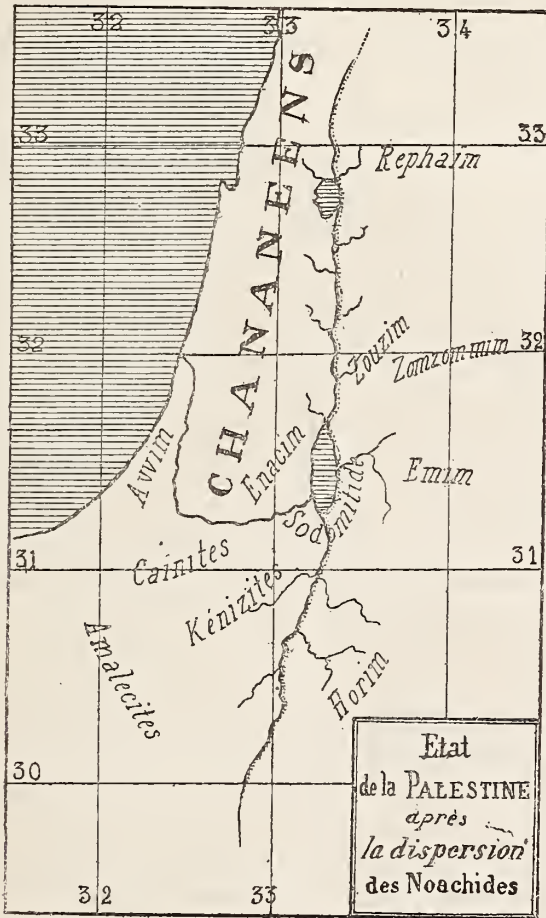 32 33 34
33 33
Rephaim
CHANANEENS
32 32
Zouzim
Zomzommim
Avvim
Enacim
Sodomitide
Emim
31 31
Cainites
Kénizites
Amalecites
Horim
30
Etat
de la PALESTINE
après
la dispersion
des Noachides
32 33